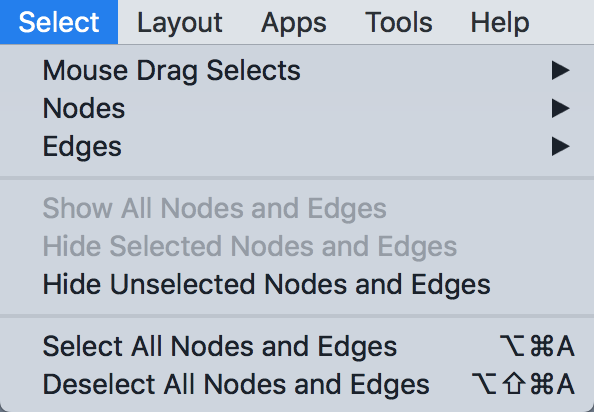 Select Layout Apps Tools Help
Mouse Drag Selects ▶
Nodes ▶
Edges ▶
Show All Nodes and Edges
Hide Selected Nodes and Edges
Hide Unselected Nodes and Edges
Select All Nodes and Edges ⌥⌘A
Deselect All Nodes and Edges ⌥⇧⌘A